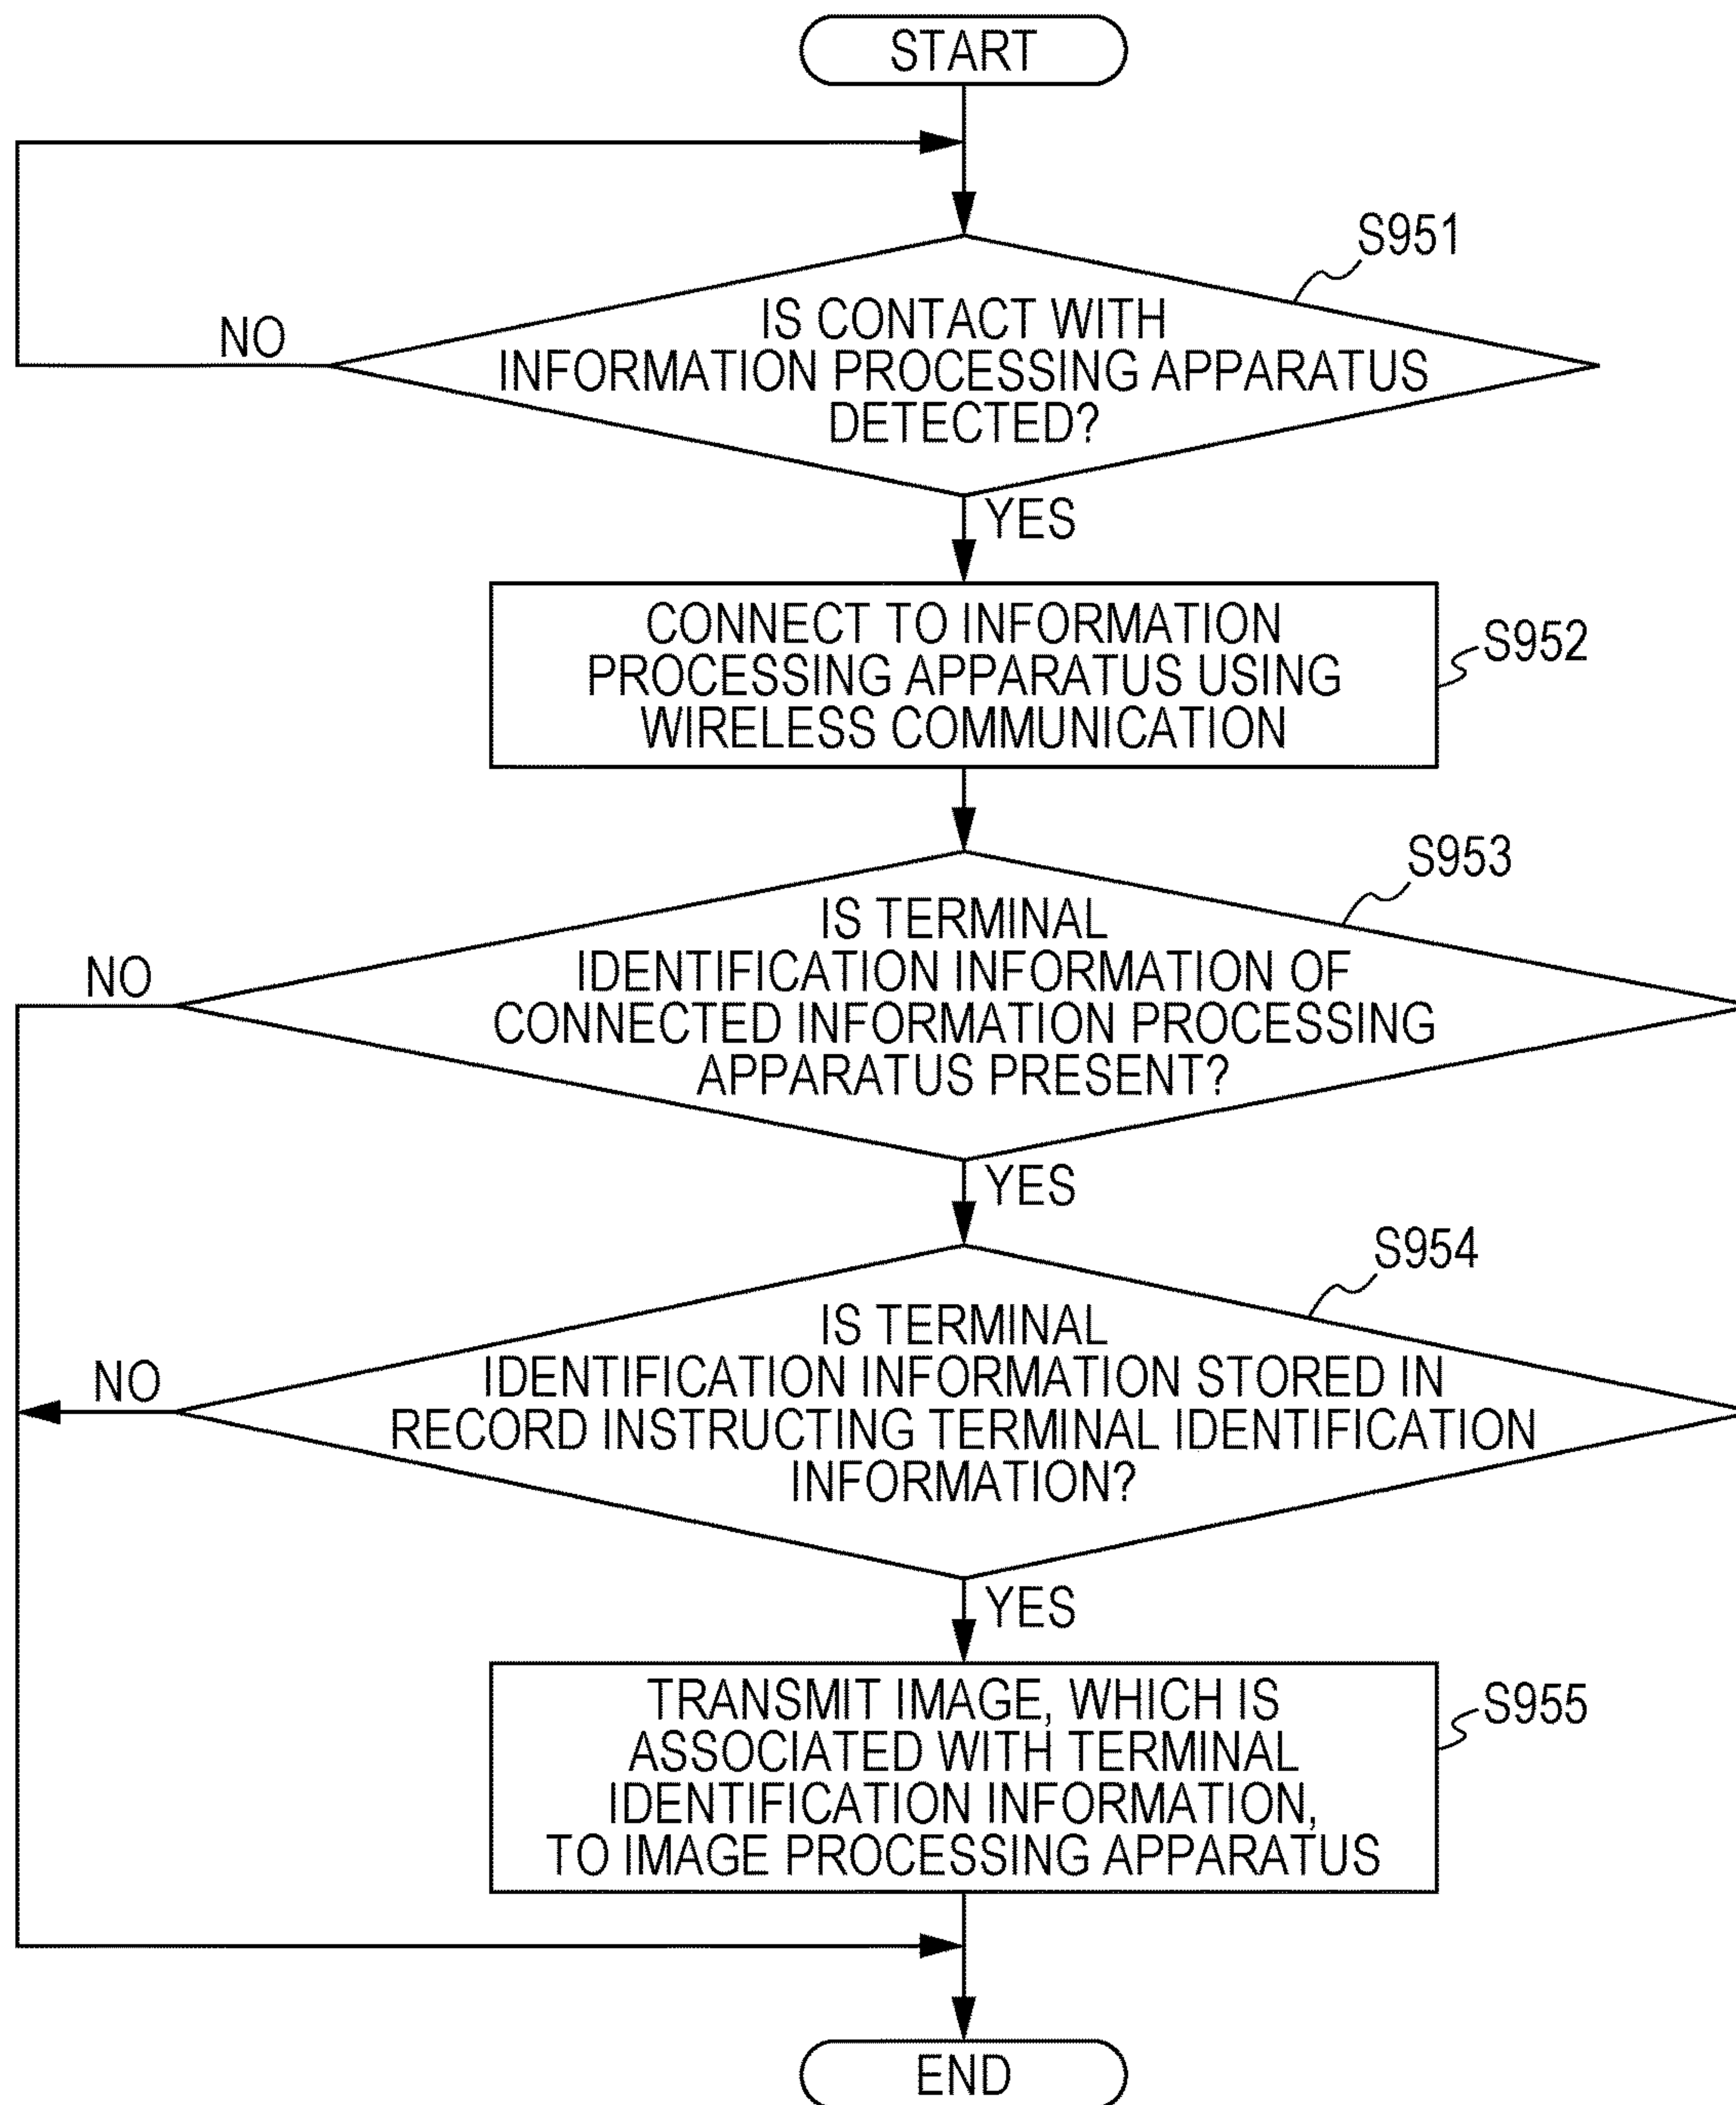 START
S951
IS CONTACT WITH
INFORMATION PROCESSING APPARATUS
DETECTED?
NO
YES
CONNECT TO INFORMATION
PROCESSING APPARATUS USING
WIRELESS COMMUNICATION
S952
S953
IS TERMINAL
IDENTIFICATION INFORMATION OF
CONNECTED INFORMATION PROCESSING
APPARATUS PRESENT?
NO
YES
S954
IS TERMINAL
IDENTIFICATION INFORMATION STORED IN
RECORD INSTRUCTING TERMINAL IDENTIFICATION
INFORMATION?
NO
YES
TRANSMIT IMAGE, WHICH IS
ASSOCIATED WITH TERMINAL
IDENTIFICATION INFORMATION,
TO IMAGE PROCESSING APPARATUS
S955
END